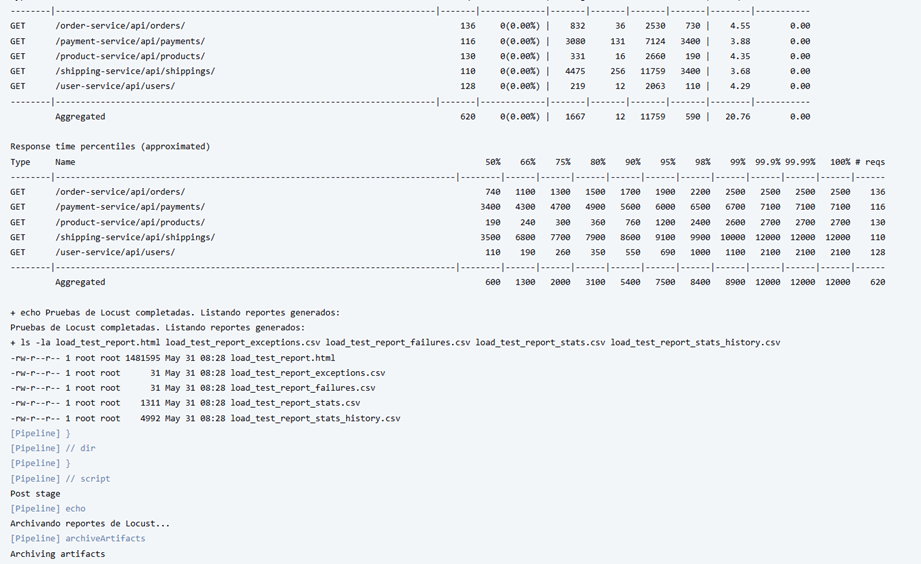 --------|----------------------------------------------------------------------------|-------|-------------|-------|-------|-------|-------|--------|-----------
GET /order-service/api/orders/ 136 0(0.00%) | 832 36 2530 730 | 4.55 0.00
GET /payment-service/api/payments/ 116 0(0.00%) | 3080 131 7124 3400 | 3.88 0.00
GET /product-service/api/products/ 130 0(0.00%) | 331 16 2660 190 | 4.35 0.00
GET /shipping-service/api/shippings/ 110 0(0.00%) | 4475 256 11759 3400 | 3.68 0.00
GET /user-service/api/users/ 128 0(0.00%) | 219 12 2063 110 | 4.29 0.00
--------|----------------------------------------------------------------------------|-------|-------------|-------|-------|-------|-------|--------|-----------
Aggregated 620 0(0.00%) | 1667 12 11759 590 | 20.76 0.00
Response time percentiles (approximated)
Type Name 50% 66% 75% 80% 90% 95% 98% 99% 99.9% 99.99% 100% # reqs
--------|--------------------------------------------------------------------------------|--------|------|------|------|------|------|------|------|------|------|------|------
GET /order-service/api/orders/ 740 1100 1300 1500 1700 1900 2200 2500 2500 2500 2500 136
GET /payment-service/api/payments/ 3400 4300 4700 4900 5600 6000 6500 6700 7100 7100 7100 116
GET /product-service/api/products/ 190 240 300 360 760 1200 2400 2600 2700 2700 2700 130
GET /shipping-service/api/shippings/ 3500 6800 7700 7900 8600 9100 9900 10000 12000 12000 12000 110
GET /user-service/api/users/ 110 190 260 350 550 690 1000 1100 2100 2100 2100 128
--------|--------------------------------------------------------------------------------|--------|------|------|------|------|------|------|------|------|------|------|------
Aggregated 600 1300 2000 3100 5400 7500 8400 8900 12000 12000 12000 620
+ echo Pruebas de Locust completadas. Listando reportes generados:
Pruebas de Locust completadas. Listando reportes generados:
+ ls -la load_test_report.html load_test_report_exceptions.csv load_test_report_failures.csv load_test_report_stats.csv load_test_report_stats_history.csv
-rw-r--r-- 1 root root 1481595 May 31 08:28 load_test_report.html
-rw-r--r-- 1 root root 31 May 31 08:28 load_test_report_exceptions.csv
-rw-r--r-- 1 root root 31 May 31 08:28 load_test_report_failures.csv
-rw-r--r-- 1 root root 1311 May 31 08:28 load_test_report_stats.csv
-rw-r--r-- 1 root root 4992 May 31 08:28 load_test_report_stats_history.csv
[Pipeline] }
[Pipeline] // dir
[Pipeline] }
[Pipeline] // script
Post stage
[Pipeline] echo
Archivando reportes de Locust...
[Pipeline] archiveArtifacts
Archiving artifacts